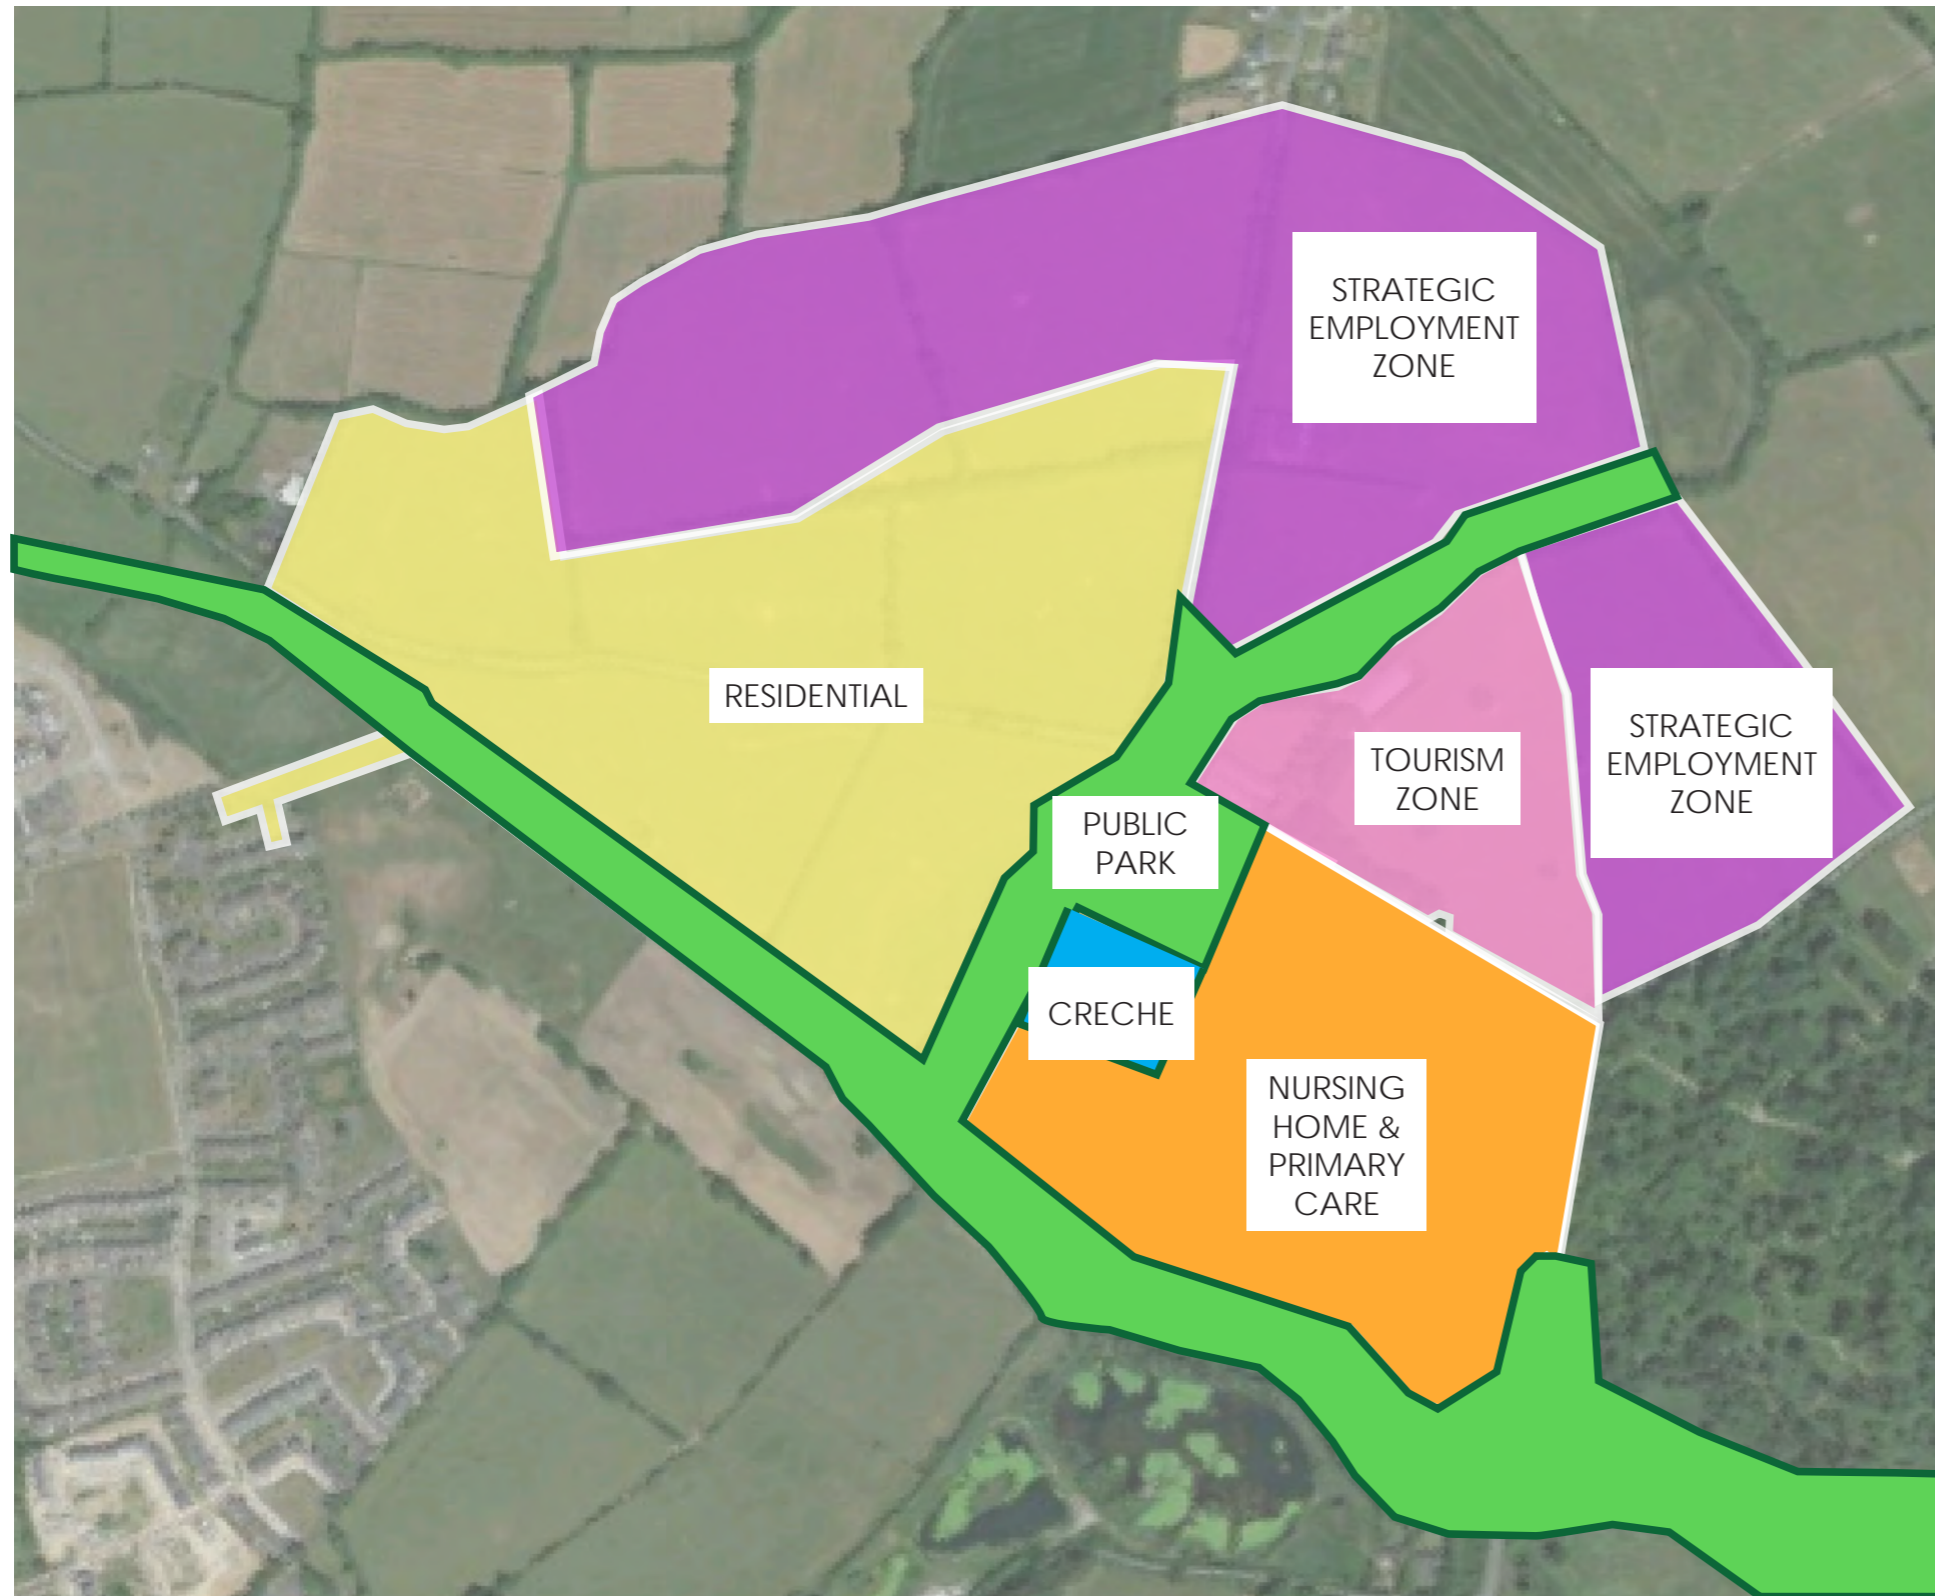 STRATEGIC
EMPLOYMENT
ZONE
RESIDENTIAL
STRATEGIC
EMPLOYMENT
ZONE
TOURISM
ZONE
PUBLIC
PARK
CRECHE
NURSING
HOME &
PRIMARY
CARE